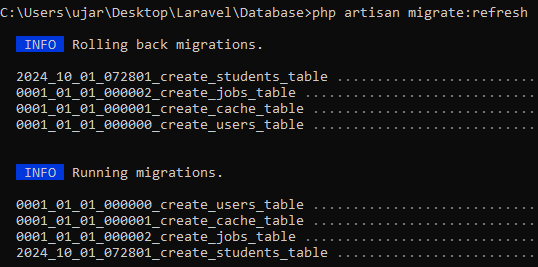 C:\Users\ujar\Desktop\Laravel\Database>php artisan migrate:refresh
INFO Rolling back migrations.
2024_10_01_072801_create_students_table ........................
0001_01_01_000002_create_jobs_table ............................
0001_01_01_000001_create_cache_table ...........................
0001_01_01_000000_create_users_table ...........................
INFO Running migrations.
0001_01_01_000000_create_users_table ...........................
0001_01_01_000001_create_cache_table ...........................
0001_01_01_000002_create_jobs_table ............................
2024_10_01_072801_create_students_table ........................